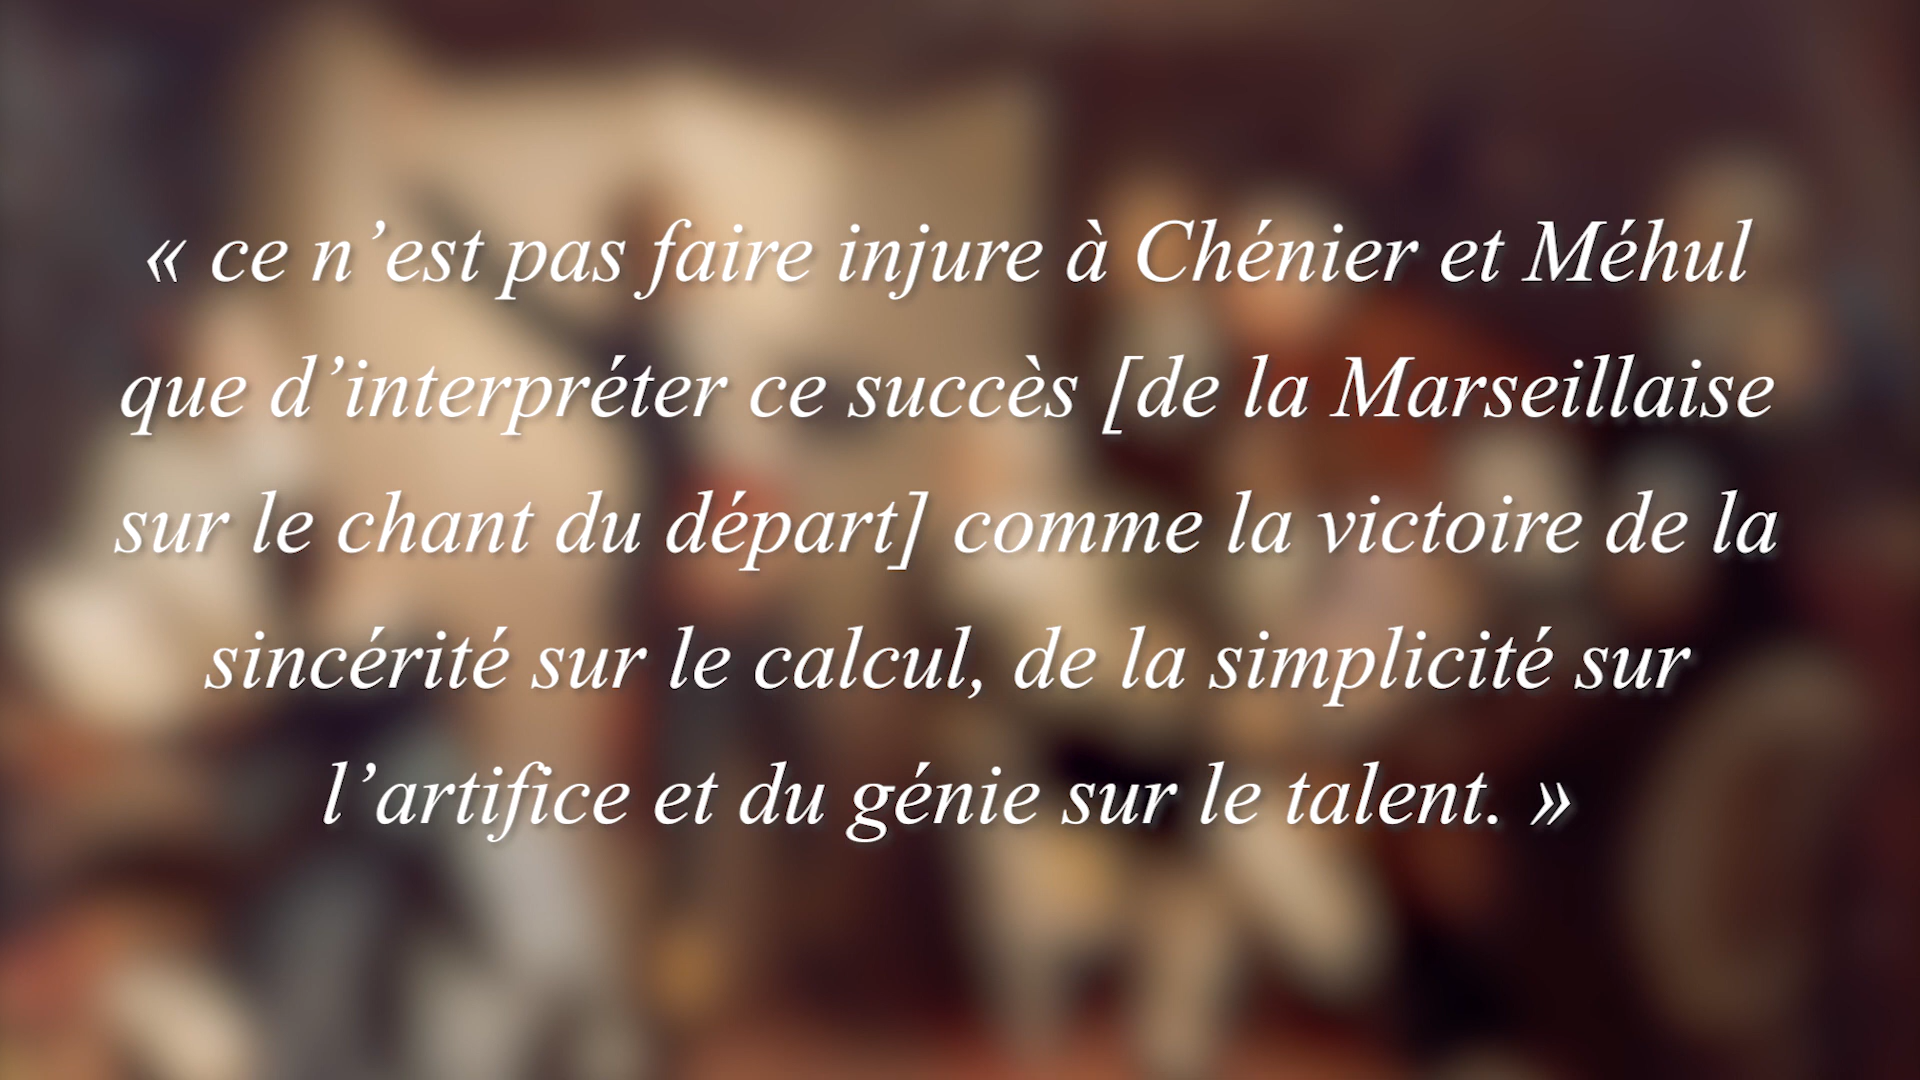 « ce n’est pas faire injure à Chénier et Méhul
que d’interpréter ce succès [de la Marseillaise
sur le chant du départ] comme la victoire de la
sincérité sur le calcul, de la simplicité sur
l’artifice et du génie sur le talent. »